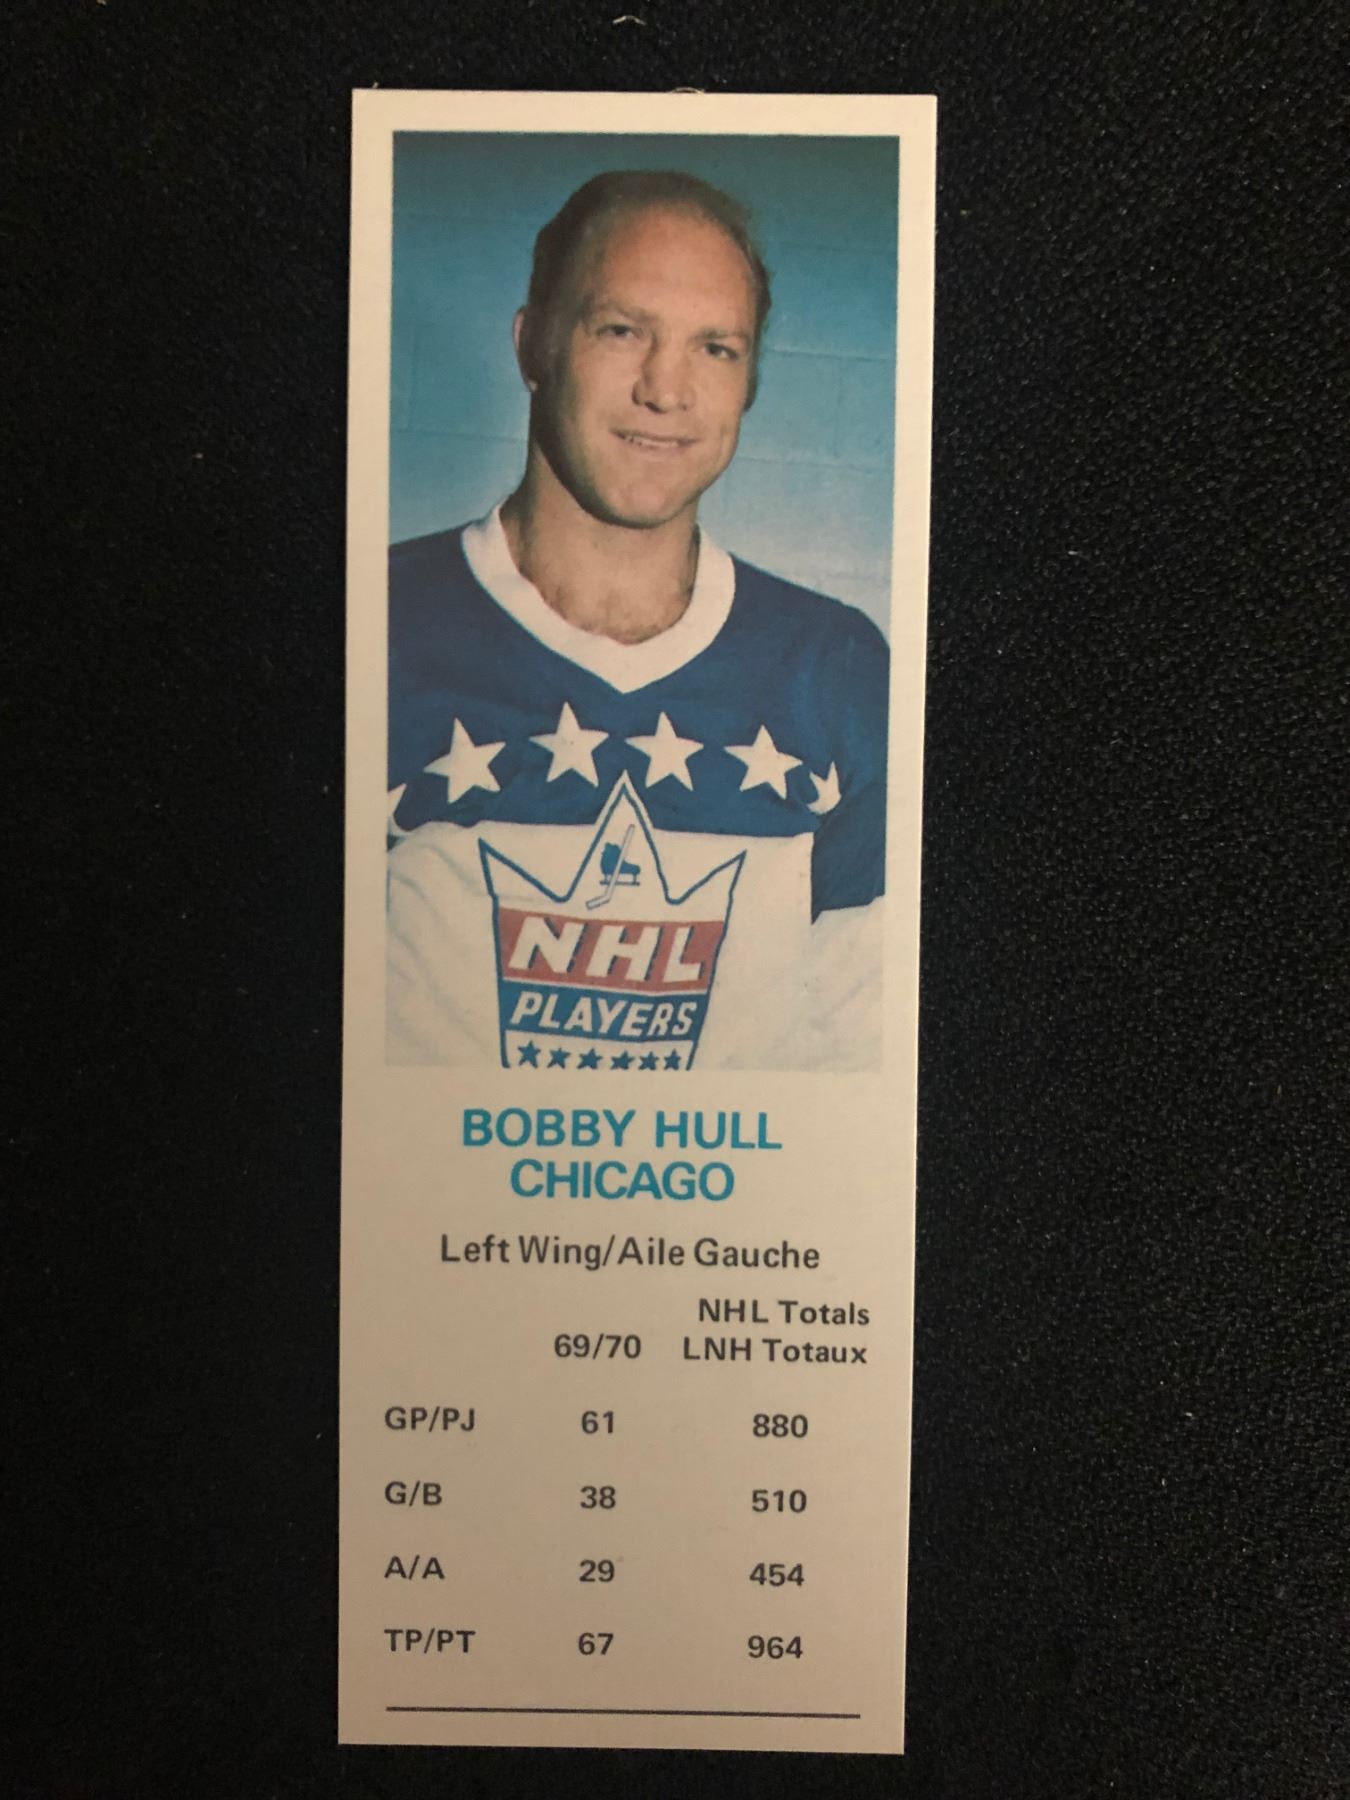 NHL
PLAYERS
BOBBY HULL
CHICAGO
Left Wing/Aile Gauche
NHL Totals
69/70 LNH Totaux
GP/PJ 61 880
G/B 38 510
A/A 29 454
TP/PT 67 964